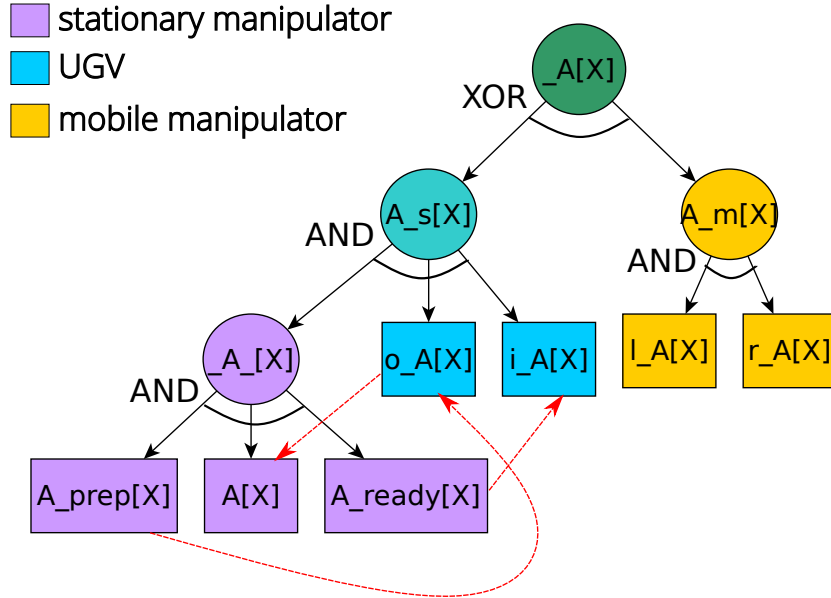 stationary manipulator
UGV
mobile manipulator
_A[X]
XOR
A_s[X]
A_m[X]
AND
AND
_A_[X]
o_A[X]
i_A[X]
l_A[X]
r_A[X]
AND
A_prep[X]
A[X]
A_ready[X]